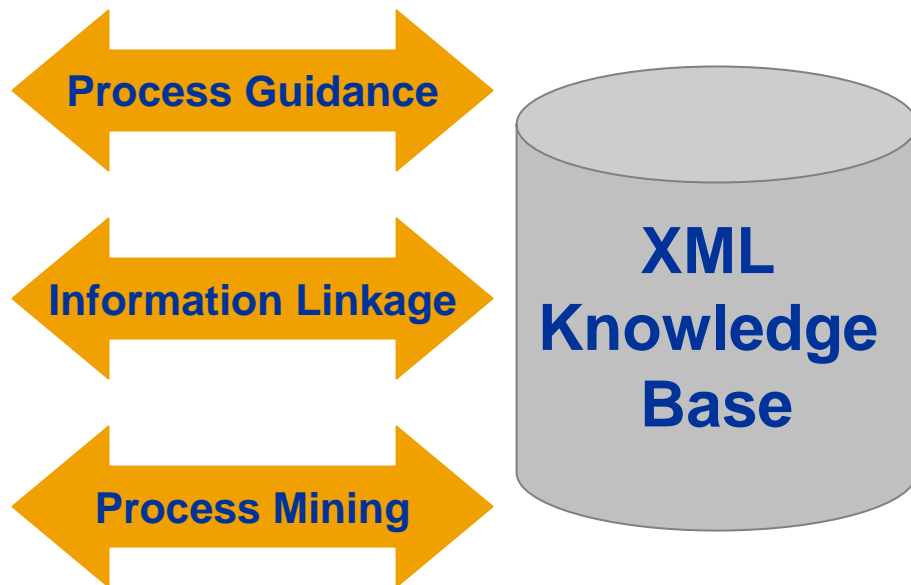 Process Guidance
Information Linkage
Process Mining
XML
Knowledge
Base